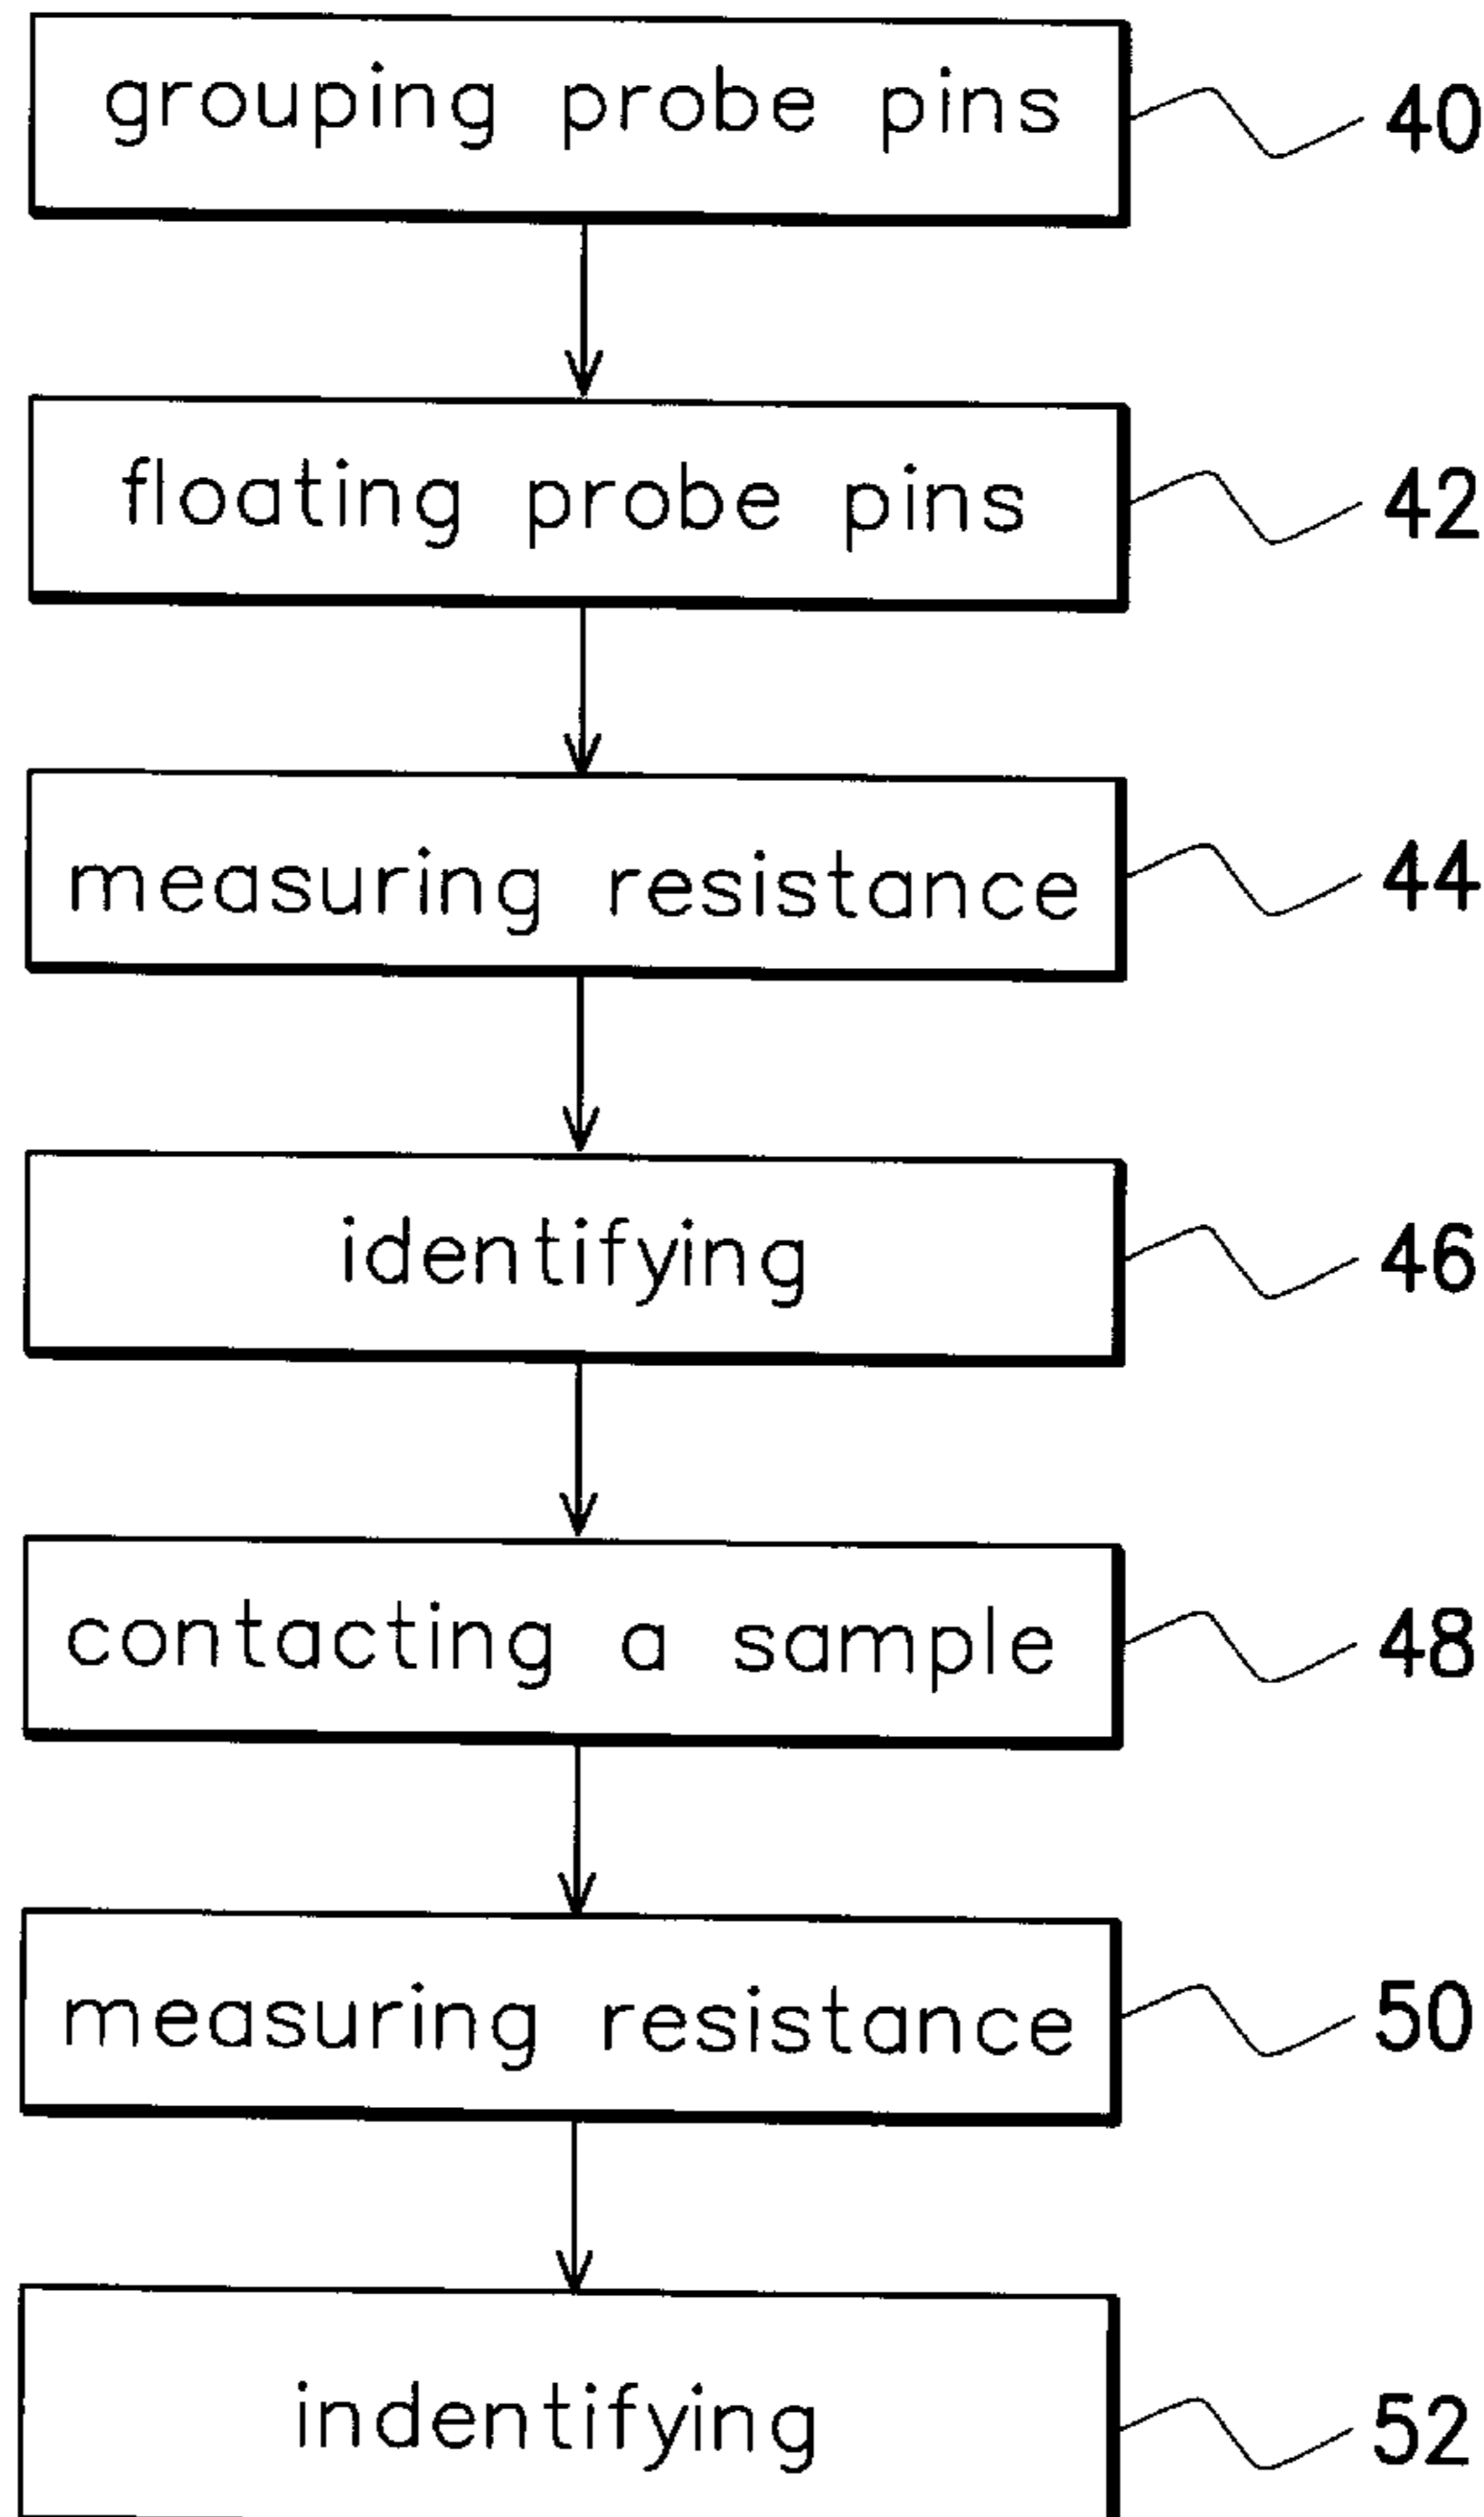 grouping probe pins 40
floating probe pins 42
measuring resistance 44
identifying 46
contacting a sample 48
measuring resistance 50
indentifying 52